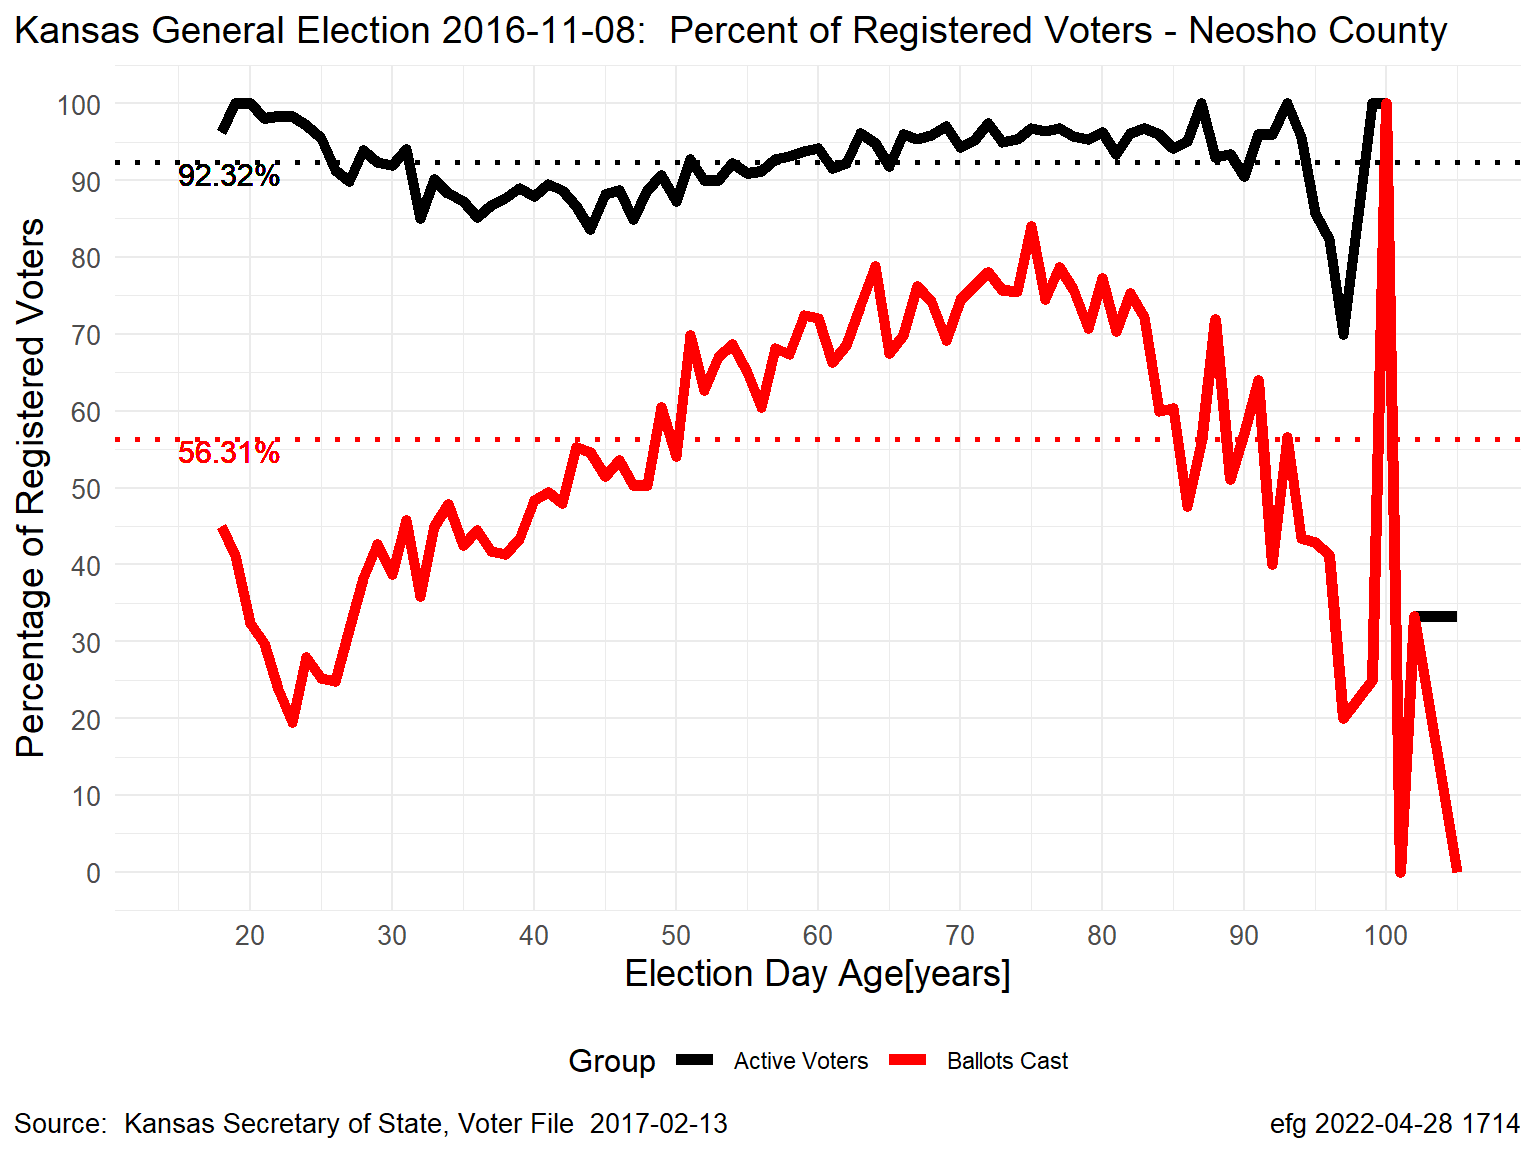 Kansas General Election 2016-11-08:  Percent of Registered Voters - Neosho County
Percentage of Registered Voters
100
90
80
70
60
50
40
30
20
10
0
92.32%
56.31%
20 30 40 50 60 70 80 90 100
Election Day Age[years]
Group Active Voters Ballots Cast
Source:  Kansas Secretary of State, Voter File  2017-02-13
efg 2022-04-28 1714